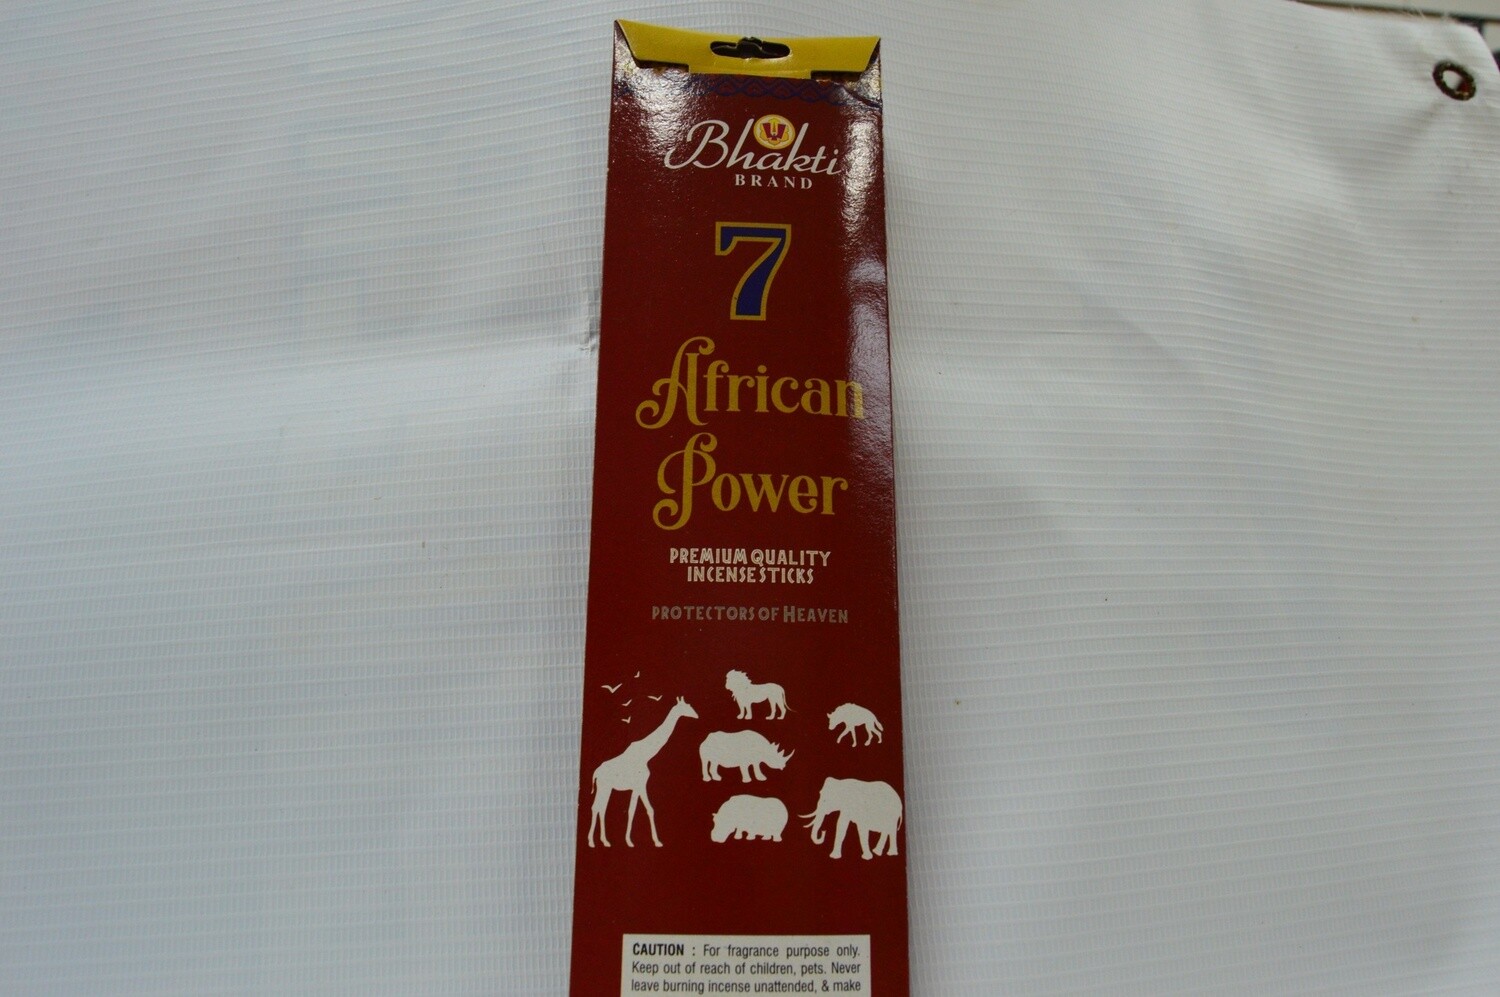 Bhakti
BRAND
7
African
Power
PREMIUM QUALITY
INCENSE STICKS
PROTECTORS OF HEAVEN
CAUTION : For fragrance purpose only.
Keep out of reach of children, pets. Never
leave burning incense unattended, & make